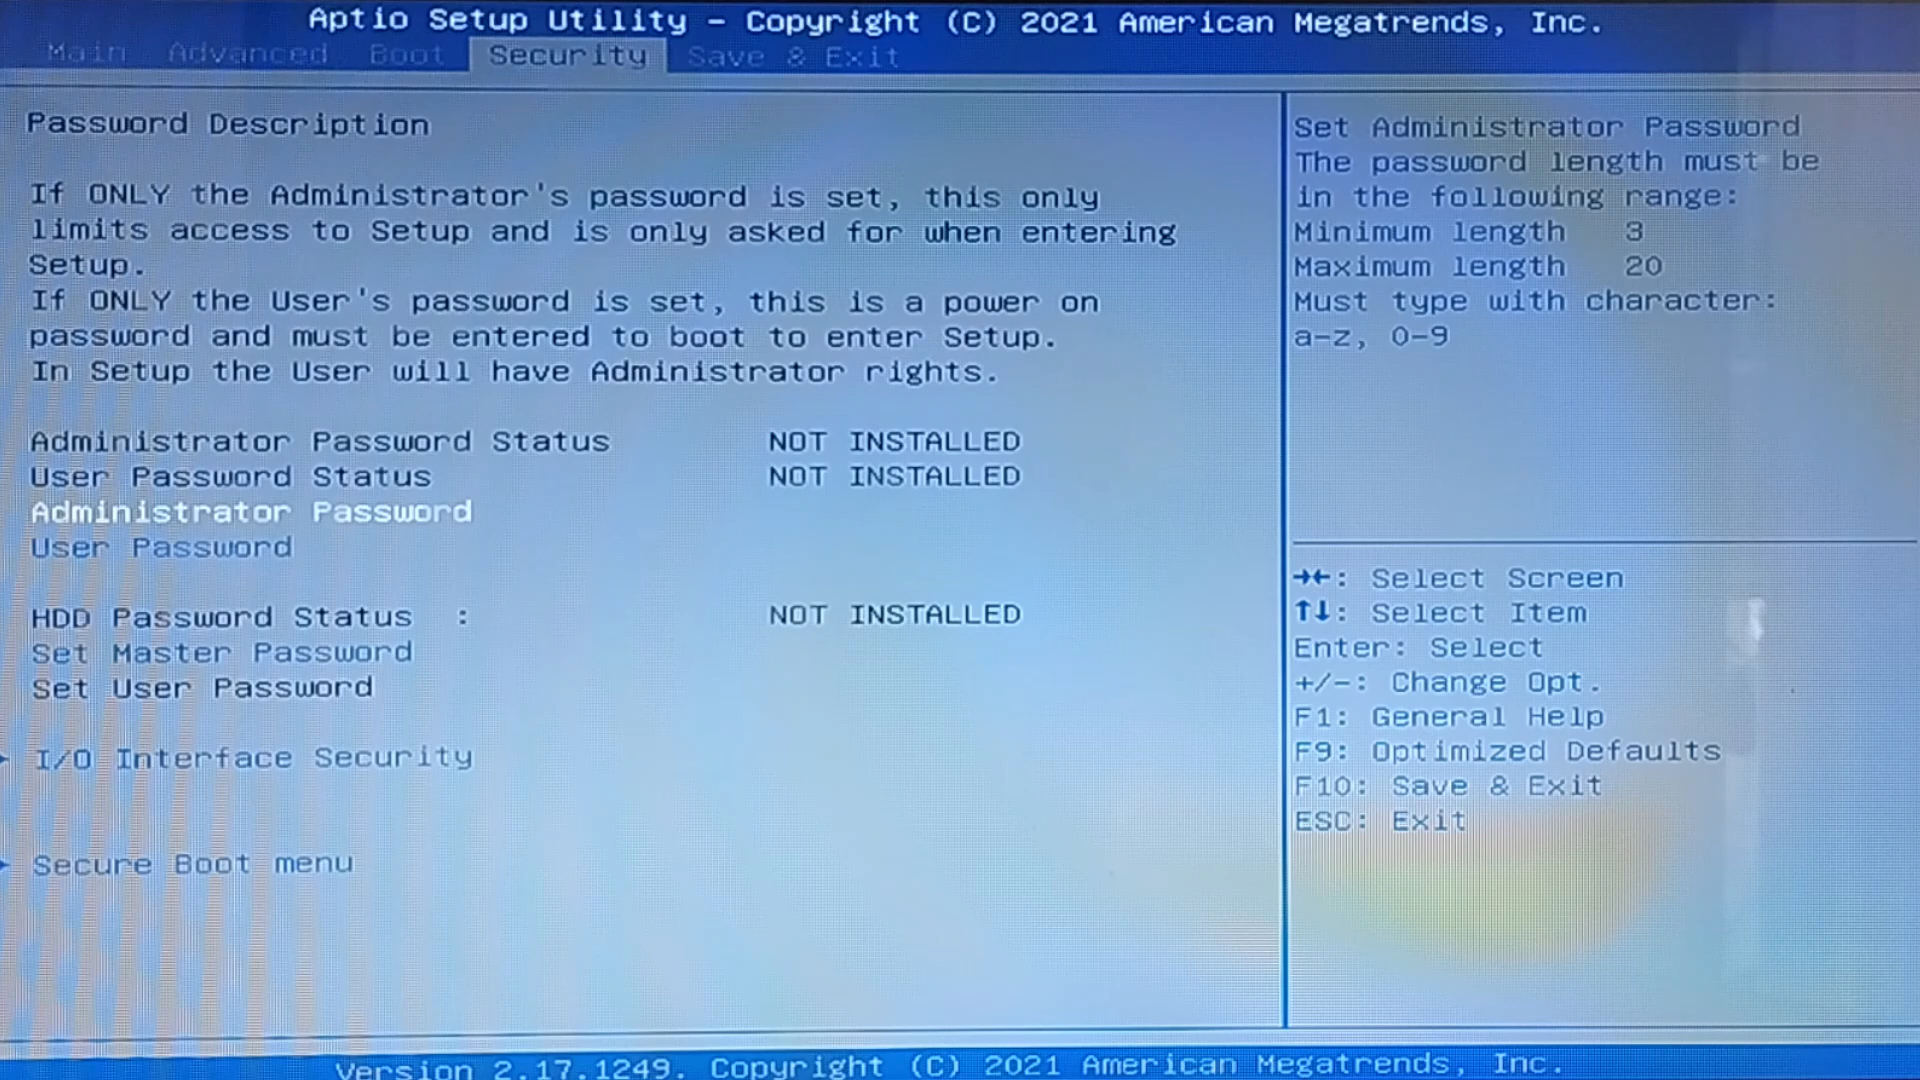 Aptio Setup Utility – Copyright (C) 2021 American Megatrends, Inc.
Main Advanced Boot Security Save & Exit
Password Description
If ONLY the Administrator's password is set, this only
limits access to Setup and is only asked for when entering
Setup.
If ONLY the User's password is set, this is a power on
password and must be entered to boot to enter Setup.
In Setup the User will have Administrator rights.
Administrator Password Status NOT INSTALLED
User Password Status NOT INSTALLED
Administrator Password
User Password
HDD Password Status : NOT INSTALLED
Set Master Password
Set User Password
I/O Interface Security
Secure Boot menu
Set Administrator Password
The password length must be
in the following range:
Minimum length 3
Maximum length 20
Must type with character:
a-z, 0-9
→←: Select Screen
↑↓: Select Item
Enter: Select
+/-: Change Opt.
F1: General Help
F9: Optimized Defaults
F10: Save & Exit
ESC: Exit
Version 2.17.1249. Copyright (C) 2021 American Megatrends, Inc.